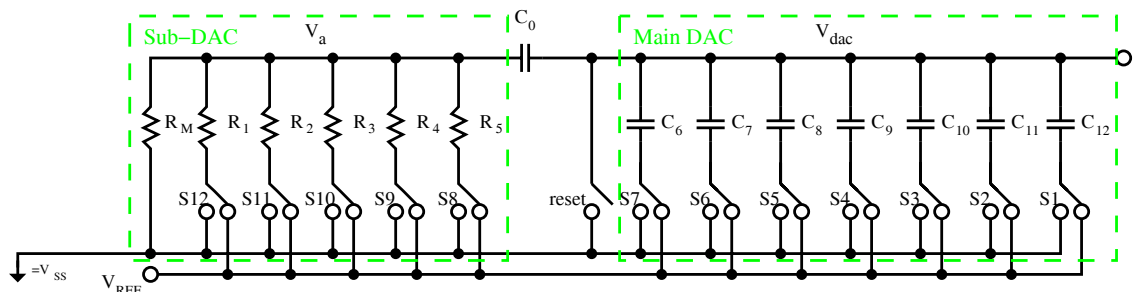 Sub−DAC
V a
C 0
Main DAC
V dac
R M
R 1
R 2
R 3
R 4
R 5
C 6
C 7
C 8
C 9
C 10
C 11
C 12
S12
S11
S10
S9
S8
reset
S7
S6
S5
S4
S3
S2
S1
=V SS
V REF